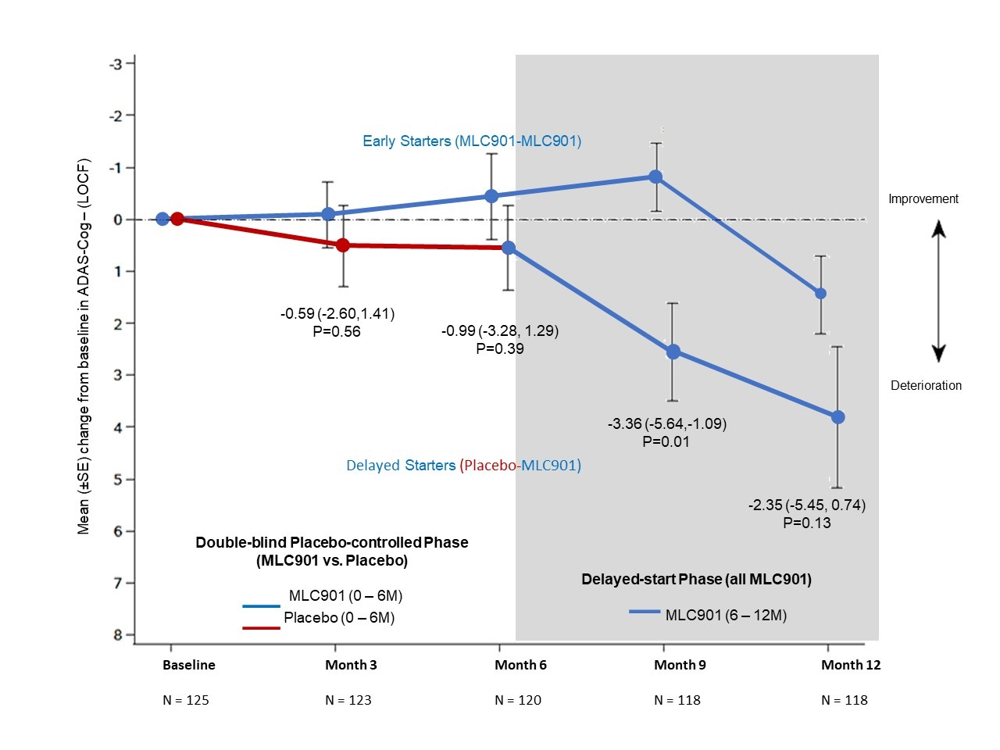 Mean (±SE) change from baseline in ADAS-Cog – (LOCF)
-3
-2
-1
0
1
2
3
4
5
6
7
8
Early Starters (MLC901-MLC901)
Improvement
Deterioration
-0.59 (-2.60,1.41)
P=0.56
-0.99 (-3.28, 1.29)
P=0.39
-3.36 (-5.64,-1.09)
P=0.01
-2.35 (-5.45, 0.74)
P=0.13
Delayed Starters (Placebo-MLC901)
Double-blind Placebo-controlled Phase
(MLC901 vs. Placebo)
MLC901 (0 – 6M)
Placebo (0 – 6M)
Delayed-start Phase (all MLC901)
MLC901 (6 – 12M)
Baseline Month 3 Month 6 Month 9 Month 12
N = 125 N = 123 N = 120 N = 118 N = 118